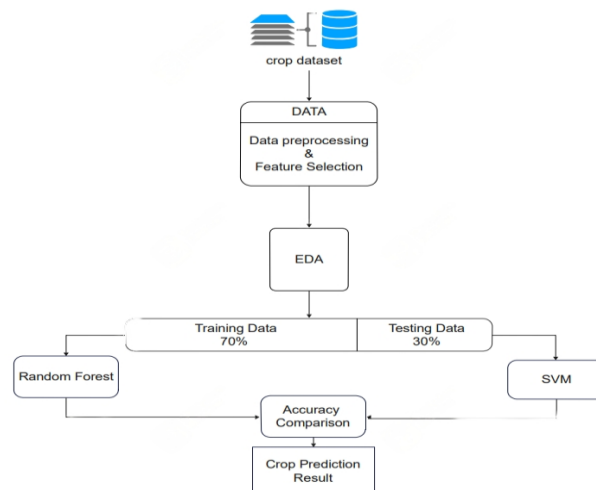 crop dataset
DATA
Data preprocessing
&
Feature Selection
EDA
Training Data
70%
Testing Data
30%
Random Forest
SVM
Accuracy
Comparison
Crop Prediction
Result